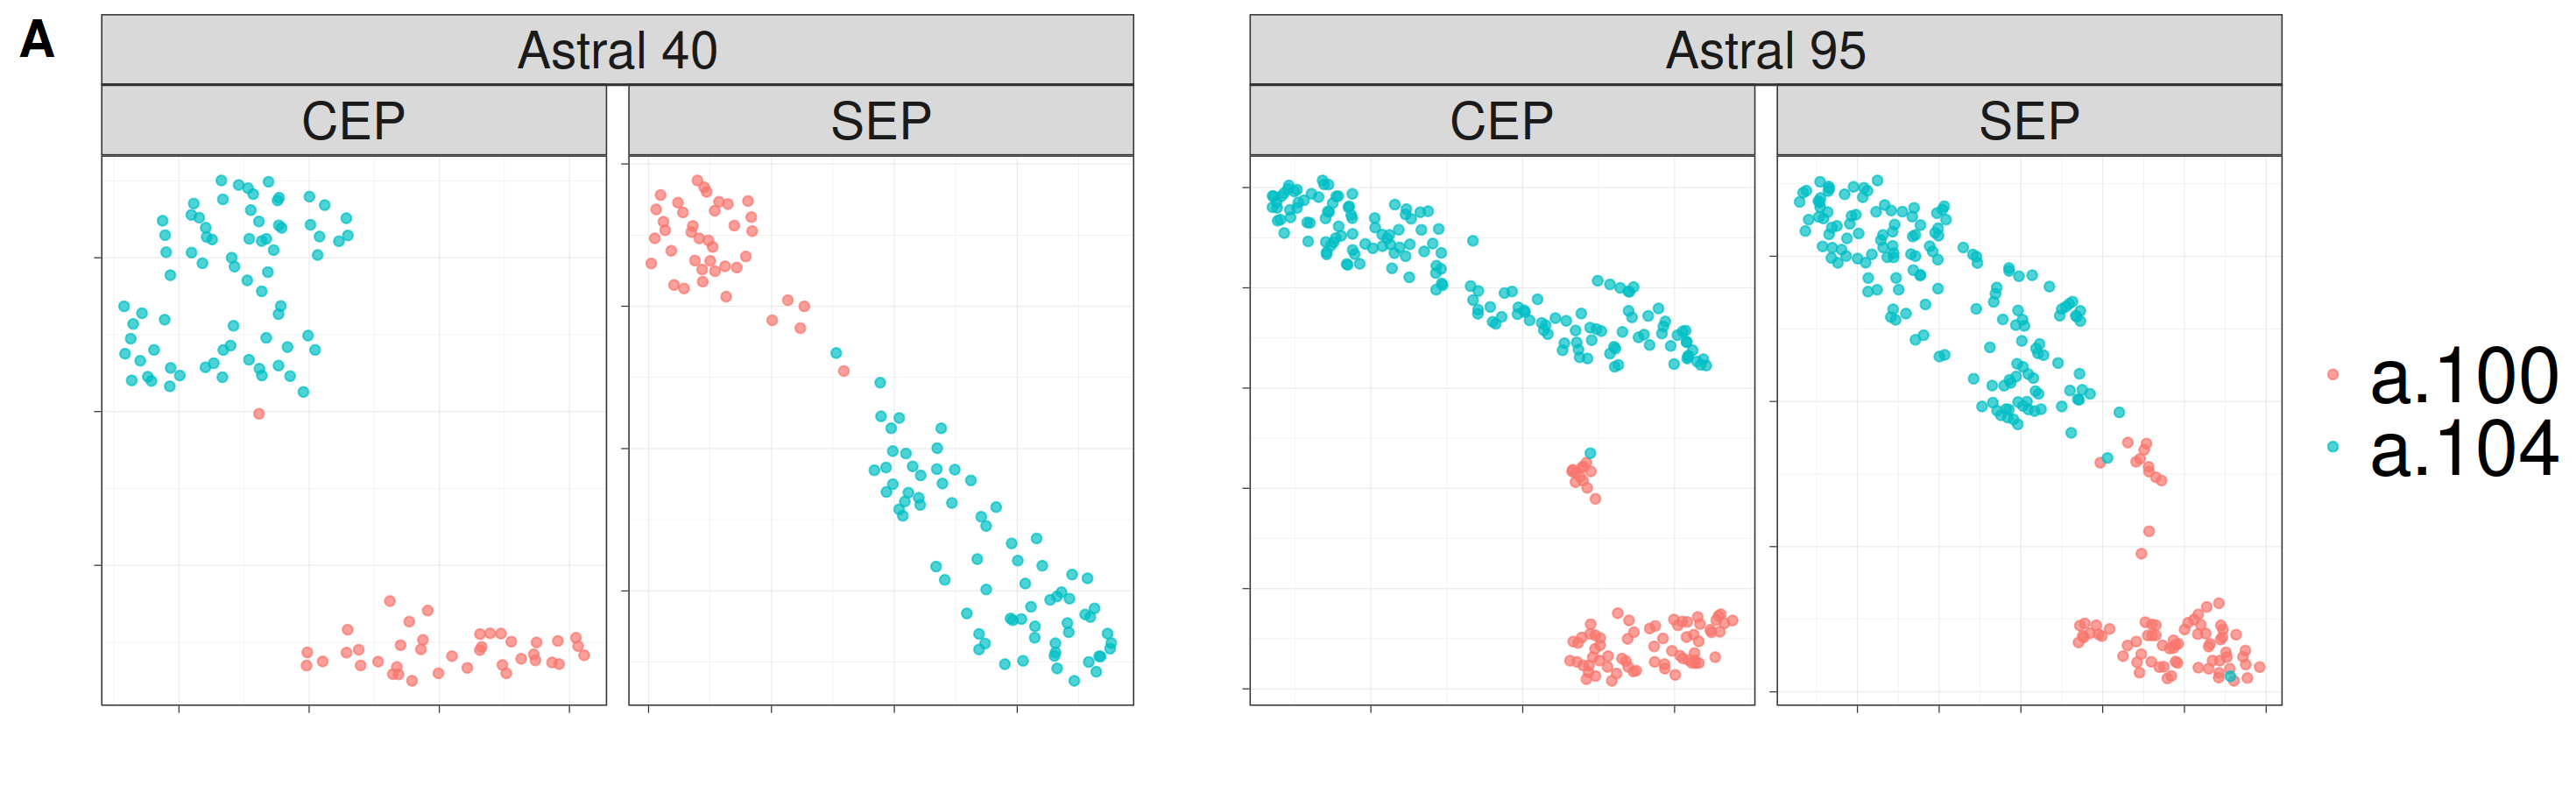 A
Astral 40
Astral 95
CEP
SEP
CEP
SEP
a.100
a.104